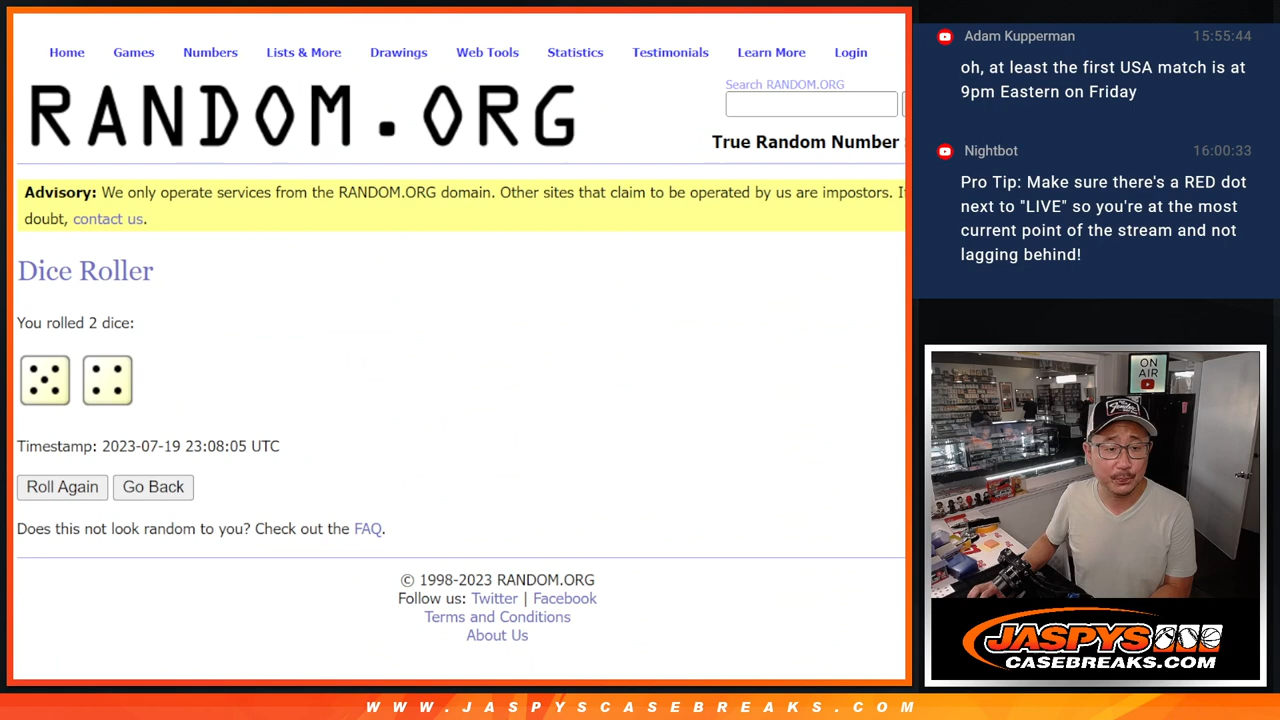 Home Games Numbers Lists & More Drawings Web Tools Statistics Testimonials Learn More Login
RANDOM.ORG
Search RANDOM.ORG
True Random Number
Advisory: We only operate services from the RANDOM.ORG domain. Other sites that claim to be operated by us are impostors. I
doubt, contact us.
Dice Roller
You rolled 2 dice:
Timestamp: 2023-07-19 23:08:05 UTC
Roll Again Go Back
Does this not look random to you? Check out the FAQ.
© 1998-2023 RANDOM.ORG
Follow us: Twitter | Facebook
Terms and Conditions
About Us
Adam Kupperman 15:55:44
oh, at least the first USA match is at
9pm Eastern on Friday
Nightbot 16:00:33
Pro Tip: Make sure there's a RED dot
next to "LIVE" so you're at the most
current point of the stream and not
lagging behind!
ON
AIR
JASPYS
CASEBREAKS.COM
WWW.JASPYSCASEBREAKS.COM